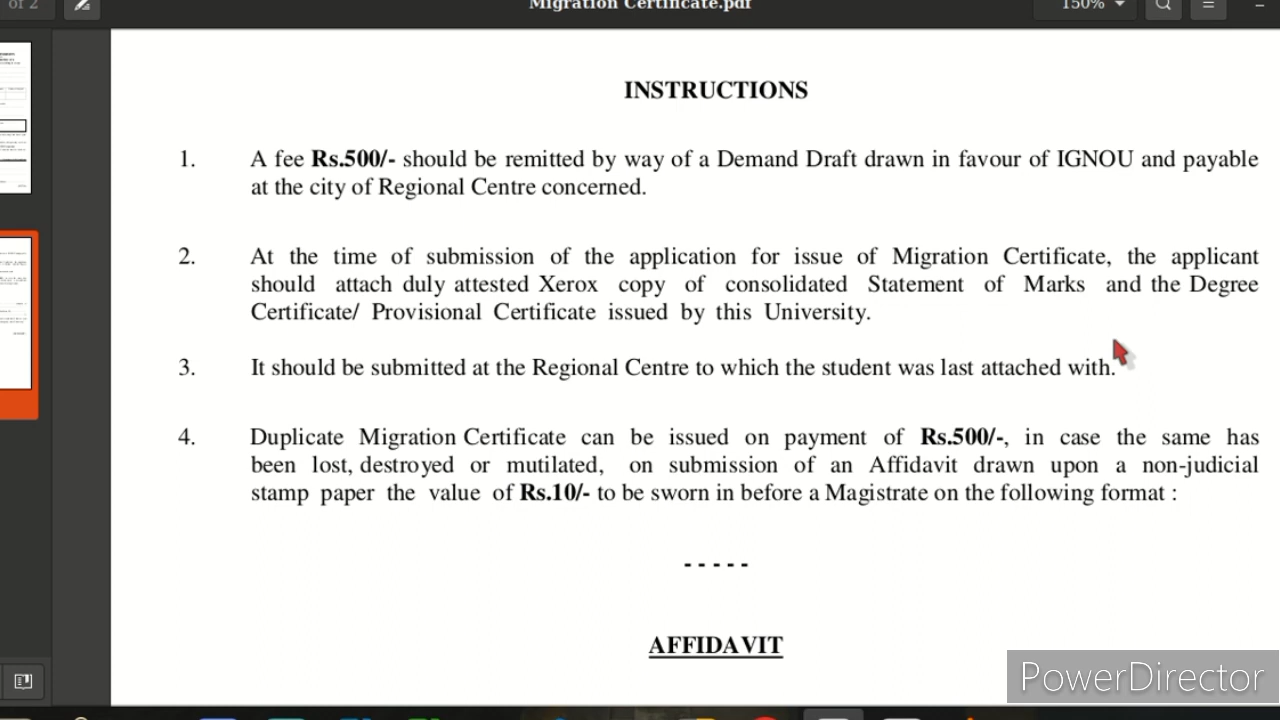 of 2
Migration Certificate.pdf
150%
INSTRUCTIONS
1. A fee Rs.500/- should be remitted by way of a Demand Draft drawn in favour of IGNOU and payable
at the city of Regional Centre concerned.
2. At the time of submission of the application for issue of Migration Certificate, the applicant
should attach duly attested Xerox copy of consolidated Statement of Marks and the Degree
Certificate/ Provisional Certificate issued by this University.
3. It should be submitted at the Regional Centre to which the student was last attached with.
4. Duplicate Migration Certificate can be issued on payment of Rs.500/-, in case the same has
been lost, destroyed or mutilated, on submission of an Affidavit drawn upon a non-judicial
stamp paper the value of Rs.10/- to be sworn in before a Magistrate on the following format :
- - - - -
AFFIDAVIT
PowerDirector